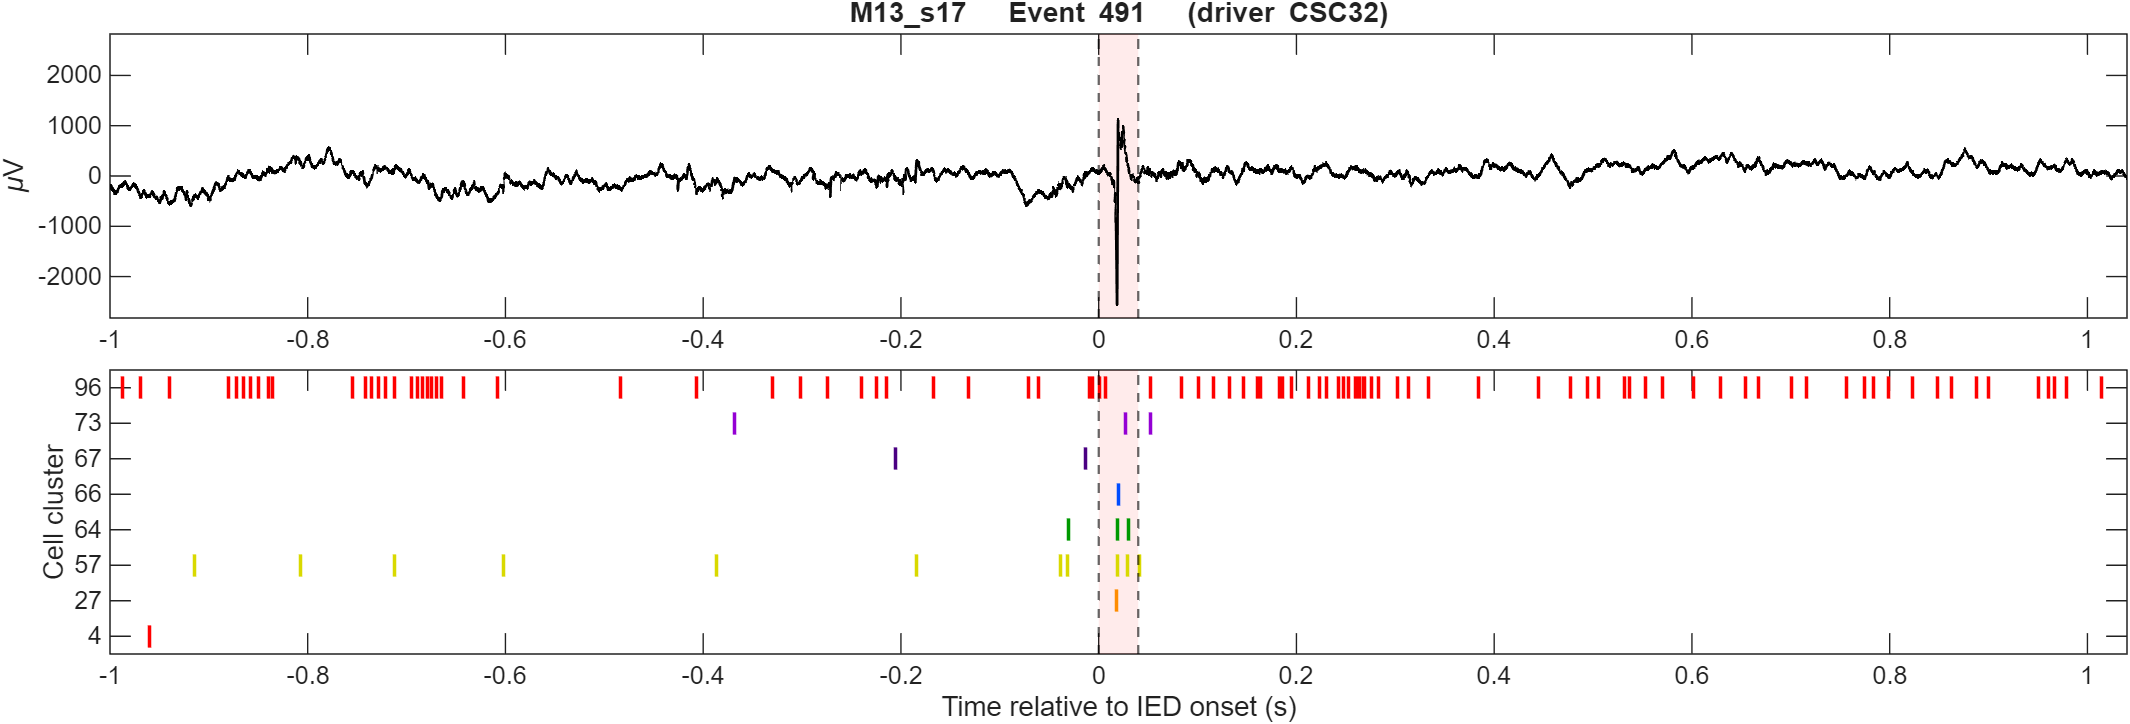 M13_s17 Event 491 (driver CSC32)
µV
2000
1000
0
-1000
-2000
-1 -0.8 -0.6 -0.4 -0.2 0 0.2 0.4 0.6 0.8 1
Cell cluster
96
73
67
66
64
57
27
4
-1 -0.8 -0.6 -0.4 -0.2 0 0.2 0.4 0.6 0.8 1
Time relative to IED onset (s)